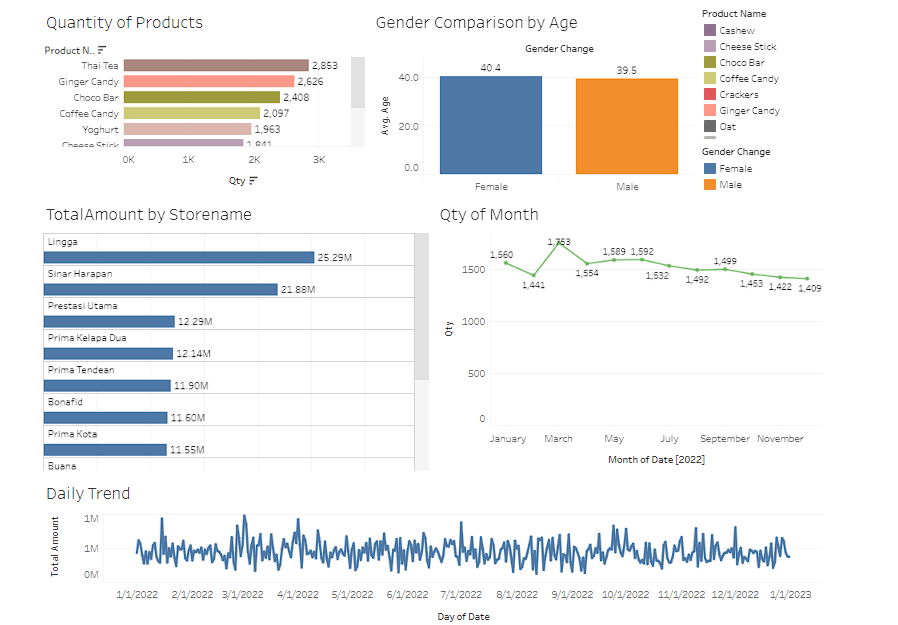 Quantity of Products
Product N..
Thai Tea 2,853
Ginger Candy 2,626
Choco Bar 2,408
Coffee Candy 2,097
Yoghurt 1,963
Cheese Stick 1,841
0K 1K 2K 3K
Qty
Gender Comparison by Age
Gender Change
40.4 39.5
40.0
20.0
0.0
Avg. Age
Female Male
Product Name
Cashew
Cheese Stick
Choco Bar
Coffee Candy
Crackers
Ginger Candy
Oat
Gender Change
Female
Male
TotalAmount by Storename
Lingga
25.29M
Sinar Harapan
21.88M
Prestasi Utama
12.29M
Prima Kelapa Dua
12.14M
Prima Tendean
11.90M
Bonafid
11.60M
Prima Kota
11.55M
Buana
Qty of Month
1,560 1,441 1,753 1,554 1,589 1,592 1,532 1,492 1,499 1,453 1,422 1,409
1500
1000
500
0
Qty
January March May July September November
Month of Date [2022]
Daily Trend
1M
1M
0M
Total Amount
1/1/2022 2/1/2022 3/1/2022 4/1/2022 5/1/2022 6/1/2022 7/1/2022 8/1/2022 9/1/2022 10/1/2022 11/1/2022 12/1/2022 1/1/2023
Day of Date